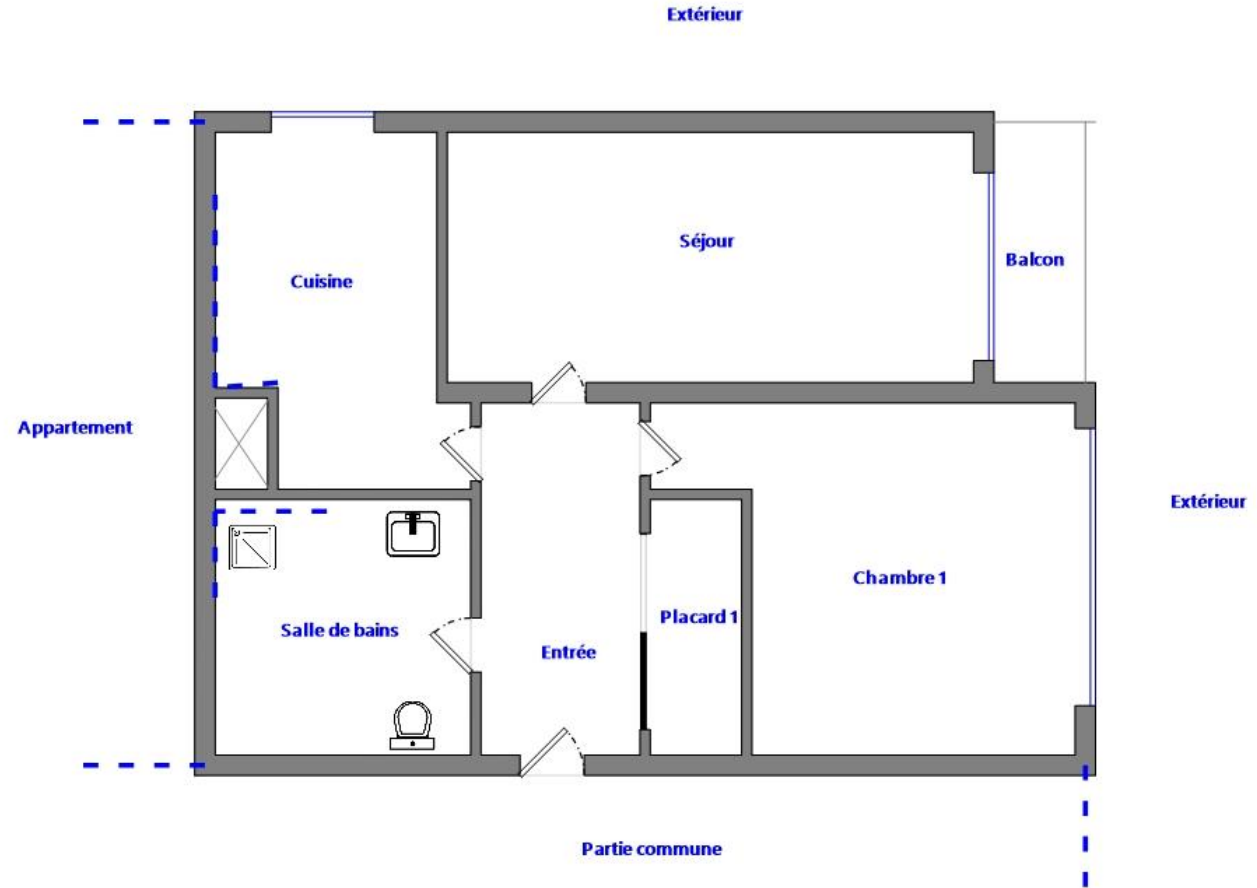 Extérieur
Séjour
Balcon
Cuisine
Appartement
Extérieur
Chambre 1
Placard 1
Salle de bains
Entrée
Partie commune